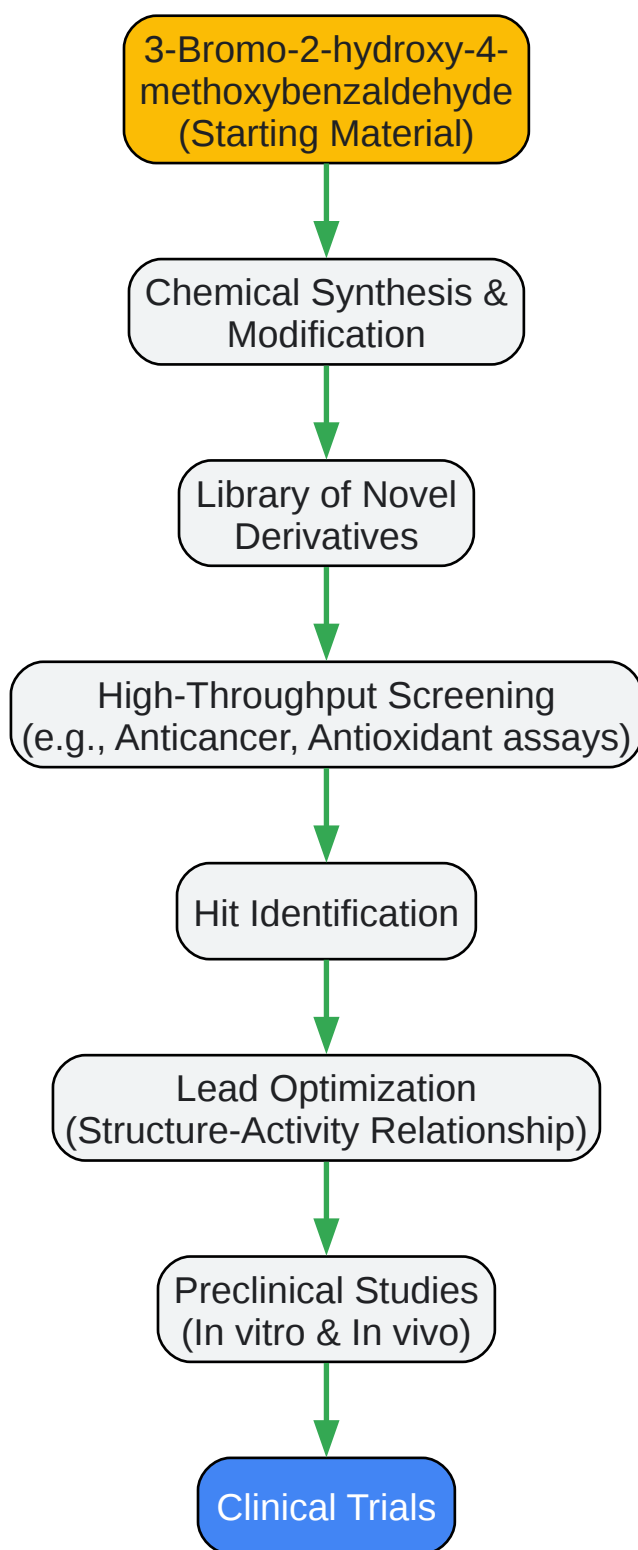 3-Bromo-2-hydroxy-4-
methoxybenzaldehyde
(Starting Material)
Chemical Synthesis &
Modification
Library of Novel
Derivatives
High-Throughput Screening
(e.g., Anticancer, Antioxidant assays)
Hit Identification
Lead Optimization
(Structure-Activity Relationship)
Preclinical Studies
(In vitro & In vivo)
Clinical Trials